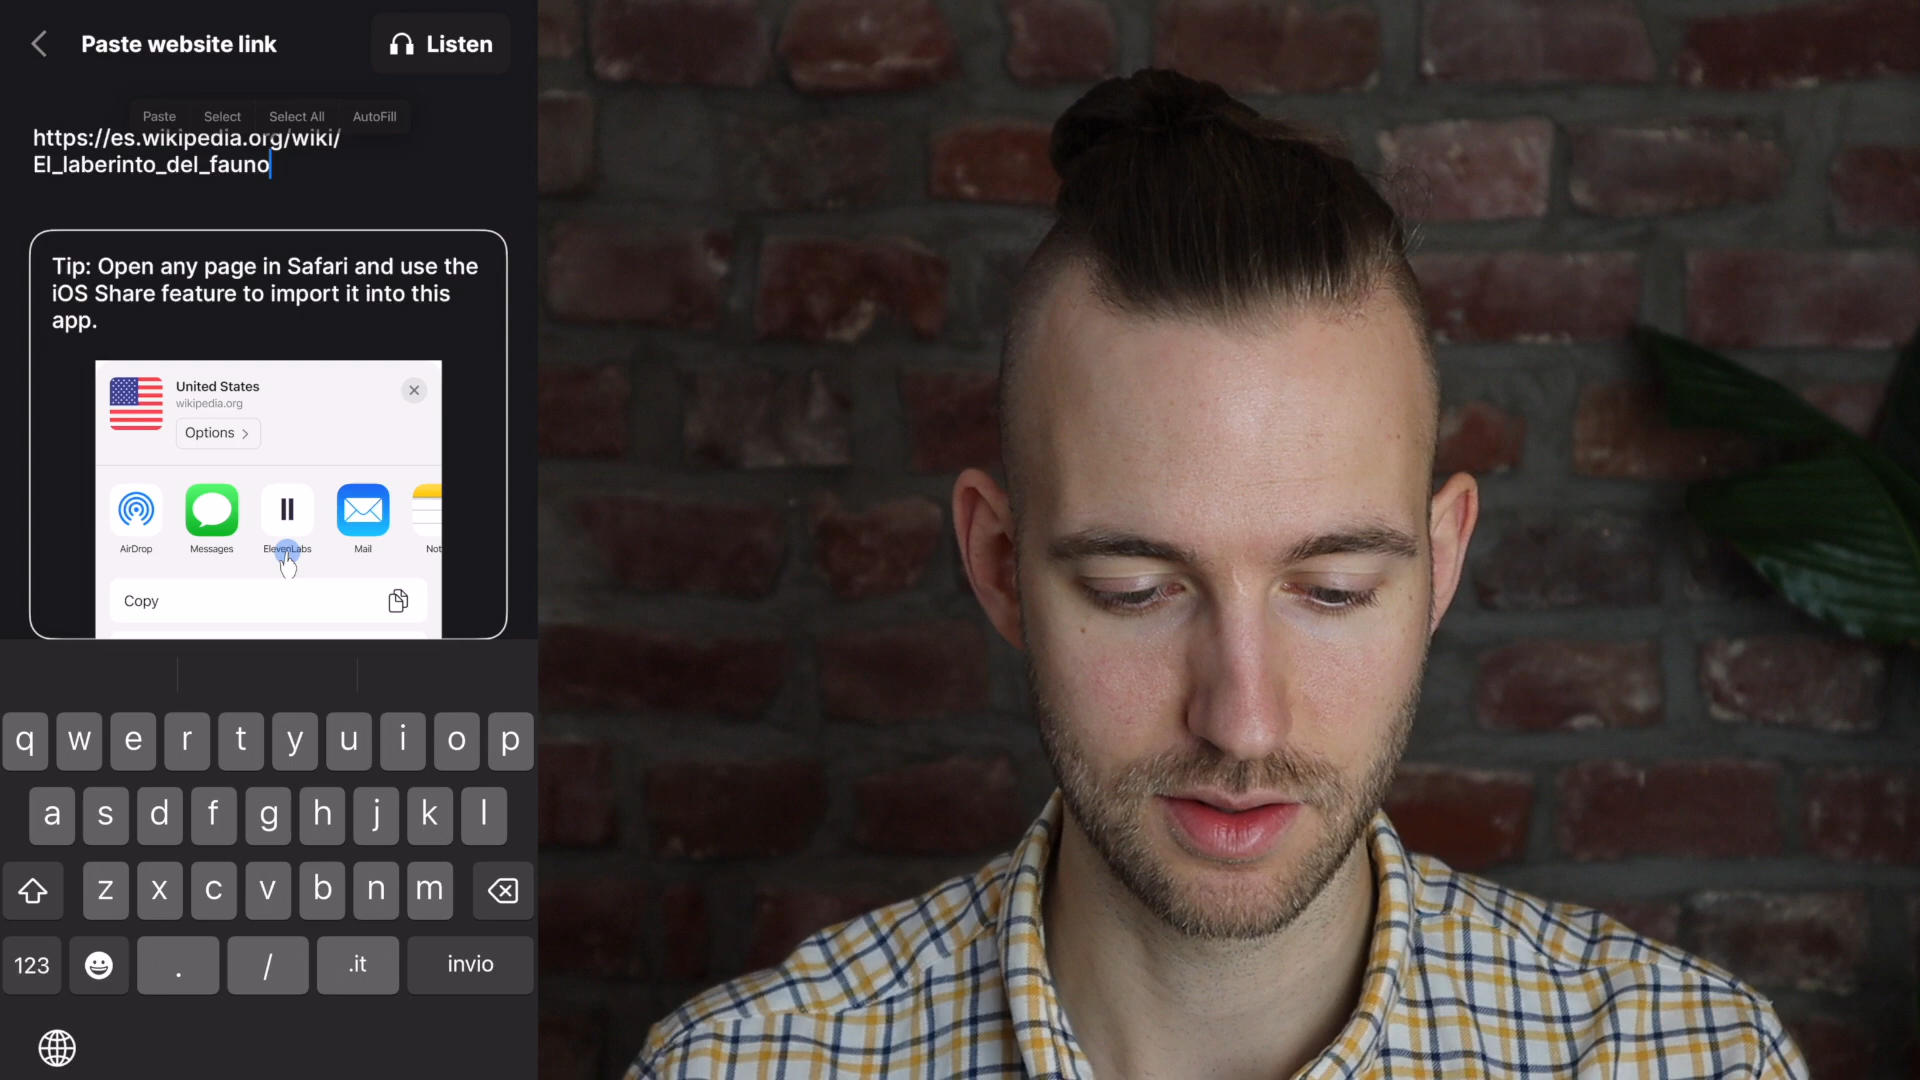 Paste website link
Listen
Paste Select Select All AutoFill
https://es.wikipedia.org/wiki/
El_laberinto_del_fauno
Tip: Open any page in Safari and use the
iOS Share feature to import it into this
app.
United States
wikipedia.org
Options
AirDrop Messages ElevenLabs Mail Not
Copy
q w e r t y u i o p
a s d f g h j k l
z x c v b n m
123 . / .it invio